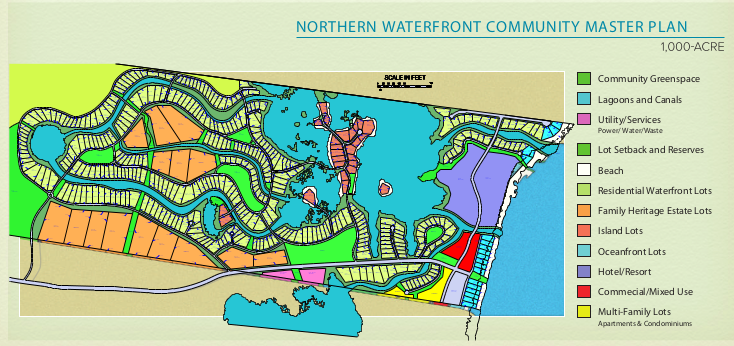 NORTHERN WATERFRONT COMMUNITY MASTER PLAN
1,000-ACRE
SCALE IN FEET
Community Greenspace
Lagoons and Canals
Utility/Services
Power/ Water/Waste
Lot Setback and Reserves
Beach
Residential Waterfront Lots
Family Heritage Estate Lots
Island Lots
Oceanfront Lots
Hotel/Resort
Commecial/Mixed Use
Multi-Family Lots
Apartments & Condominiums